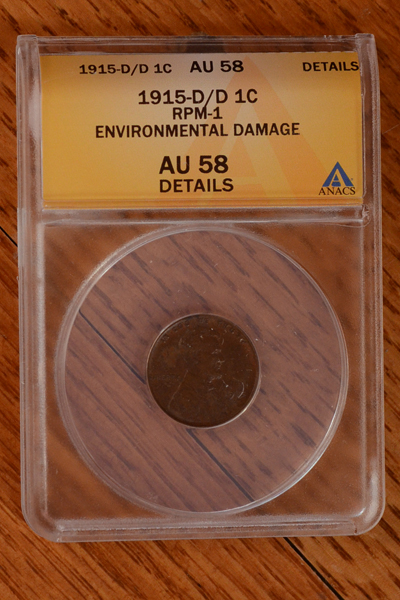 1915-D/D 1C AU 58 DETAILS
1915-D/D 1C
RPM-1
ENVIRONMENTAL DAMAGE
AU 58
DETAILS
ANACS